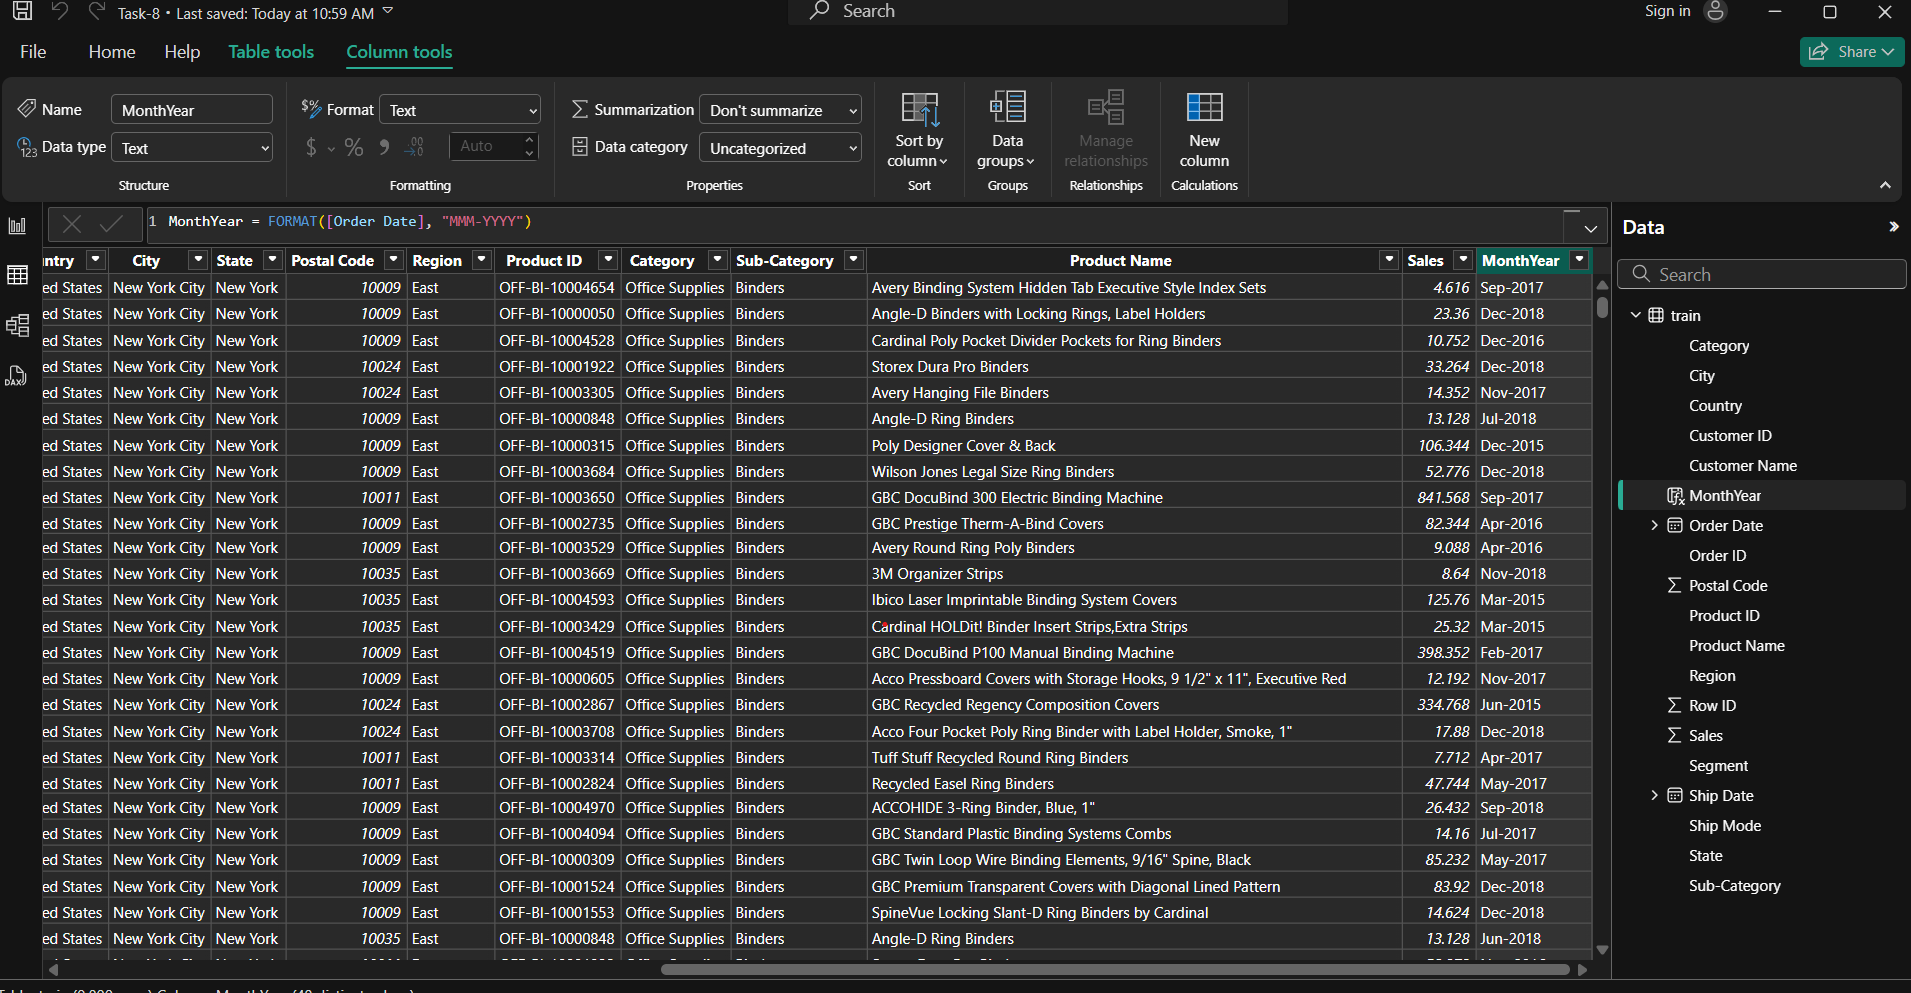 Task-8 • Last saved: Today at 10:59 AM
Search
Sign in
File Home Help Table tools Column tools
Share
Name MonthYear
Data type Text
Structure
Format Text
$ % Auto
Formatting
Summarization Don't summarize
Data category Uncategorized
Properties
Sort by column
Sort
Data groups
Groups
Manage relationships
Relationships
New column
Calculations
1 MonthYear = FORMAT([Order Date], "MMM-YYYY")
ntry City State Postal Code Region Product ID Category Sub-Category Product Name Sales MonthYear
ed States New York City New York 10009 East OFF-BI-10004654 Office Supplies Binders Avery Binding System Hidden Tab Executive Style Index Sets 4.616 Sep-2017
ed States New York City New York 10009 East OFF-BI-10000050 Office Supplies Binders Angle-D Binders with Locking Rings, Label Holders 23.36 Dec-2018
ed States New York City New York 10009 East OFF-BI-10004528 Office Supplies Binders Cardinal Poly Pocket Divider Pockets for Ring Binders 10.752 Dec-2016
ed States New York City New York 10024 East OFF-BI-10001922 Office Supplies Binders Storex Dura Pro Binders 33.264 Dec-2018
ed States New York City New York 10024 East OFF-BI-10003305 Office Supplies Binders Avery Hanging File Binders 14.352 Nov-2017
ed States New York City New York 10009 East OFF-BI-10000848 Office Supplies Binders Angle-D Ring Binders 13.128 Jul-2018
ed States New York City New York 10009 East OFF-BI-10000315 Office Supplies Binders Poly Designer Cover & Back 106.344 Dec-2015
ed States New York City New York 10009 East OFF-BI-10003684 Office Supplies Binders Wilson Jones Legal Size Ring Binders 52.776 Dec-2018
ed States New York City New York 10011 East OFF-BI-10003650 Office Supplies Binders GBC DocuBind 300 Electric Binding Machine 841.568 Sep-2017
ed States New York City New York 10009 East OFF-BI-10002735 Office Supplies Binders GBC Prestige Therm-A-Bind Covers 82.344 Apr-2016
ed States New York City New York 10009 East OFF-BI-10003529 Office Supplies Binders Avery Round Ring Poly Binders 9.088 Apr-2016
ed States New York City New York 10035 East OFF-BI-10003669 Office Supplies Binders 3M Organizer Strips 8.64 Nov-2018
ed States New York City New York 10035 East OFF-BI-10004593 Office Supplies Binders Ibico Laser Imprintable Binding System Covers 125.76 Mar-2015
ed States New York City New York 10035 East OFF-BI-10003429 Office Supplies Binders Cardinal HOLDit! Binder Insert Strips,Extra Strips 25.32 Mar-2015
ed States New York City New York 10009 East OFF-BI-10004519 Office Supplies Binders GBC DocuBind P100 Manual Binding Machine 398.352 Feb-2017
ed States New York City New York 10009 East OFF-BI-10000605 Office Supplies Binders Acco Pressboard Covers with Storage Hooks, 9 1/2" x 11", Executive Red 12.192 Nov-2017
ed States New York City New York 10024 East OFF-BI-10002867 Office Supplies Binders GBC Recycled Regency Composition Covers 334.768 Jun-2015
ed States New York City New York 10024 East OFF-BI-10003708 Office Supplies Binders Acco Four Pocket Poly Ring Binder with Label Holder, Smoke, 1" 17.88 Dec-2018
ed States New York City New York 10011 East OFF-BI-10003314 Office Supplies Binders Tuff Stuff Recycled Round Ring Binders 7.712 Apr-2017
ed States New York City New York 10011 East OFF-BI-10002824 Office Supplies Binders Recycled Easel Ring Binders 47.744 May-2017
ed States New York City New York 10009 East OFF-BI-10004970 Office Supplies Binders ACCOHIDE 3-Ring Binder, Blue, 1" 26.432 Sep-2018
ed States New York City New York 10009 East OFF-BI-10004094 Office Supplies Binders GBC Standard Plastic Binding Systems Combs 14.16 Jul-2017
ed States New York City New York 10009 East OFF-BI-10000309 Office Supplies Binders GBC Twin Loop Wire Binding Elements, 9/16" Spine, Black 85.232 May-2017
ed States New York City New York 10009 East OFF-BI-10001524 Office Supplies Binders GBC Premium Transparent Covers with Diagonal Lined Pattern 83.92 Dec-2018
ed States New York City New York 10009 East OFF-BI-10001553 Office Supplies Binders SpineVue Locking Slant-D Ring Binders by Cardinal 14.624 Dec-2018
ed States New York City New York 10035 East OFF-BI-10000848 Office Supplies Binders Angle-D Ring Binders 13.128 Jun-2018
Data
Search
train
Category
City
Country
Customer ID
Customer Name
MonthYear
Order Date
Order ID
Postal Code
Product ID
Product Name
Region
Row ID
Sales
Segment
Ship Date
Ship Mode
State
Sub-Category